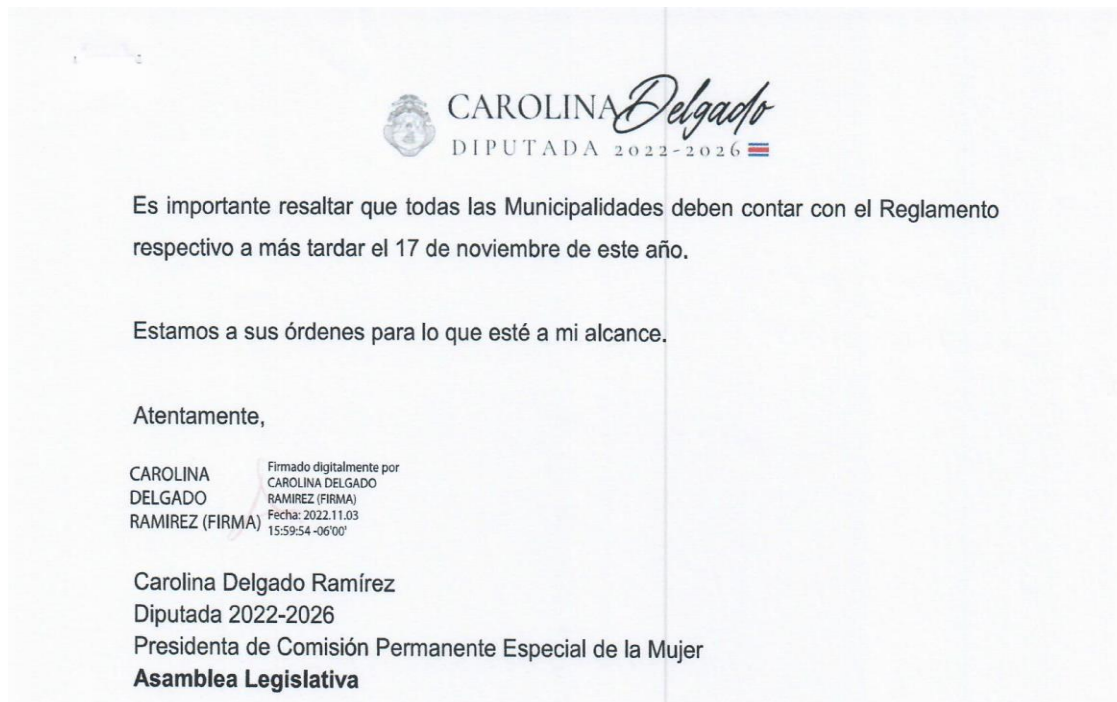 CAROLINA Delgado
DIPUTADA 2022-2026
Es importante resaltar que todas las Municipalidades deben contar con el Reglamento
respectivo a más tardar el 17 de noviembre de este año.
Estamos a sus órdenes para lo que esté a mi alcance.
Atentamente,
CAROLINA
DELGADO
RAMIREZ (FIRMA)
Firmado digitalmente por
CAROLINA DELGADO
RAMIREZ (FIRMA)
Fecha: 2022.11.03
15:59:54 -06'00'
Carolina Delgado Ramírez
Diputada 2022-2026
Presidenta de Comisión Permanente Especial de la Mujer
Asamblea Legislativa